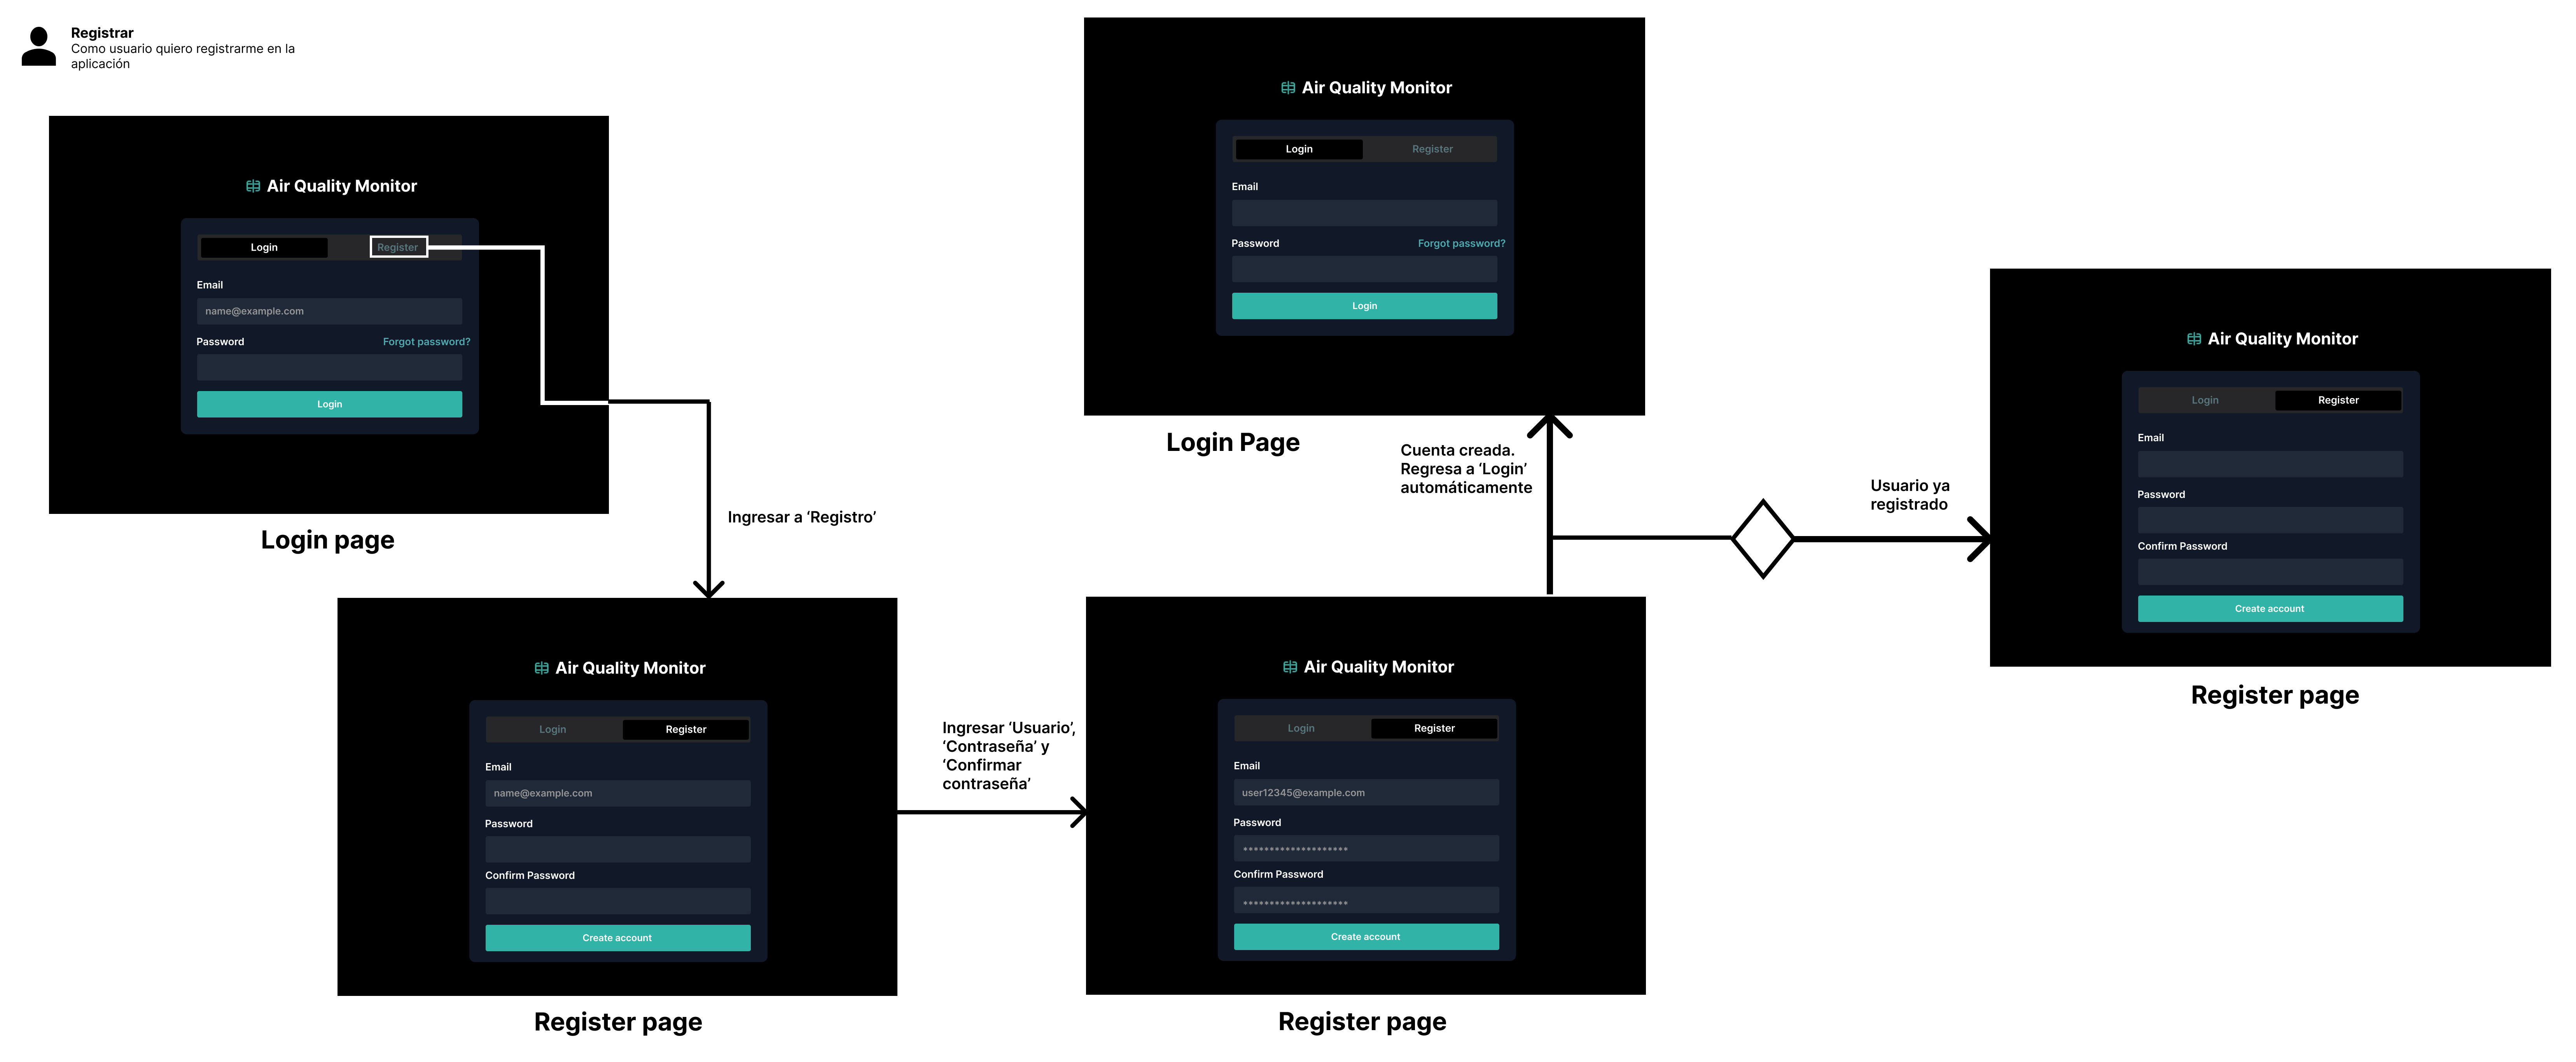 Registrar
Como usuario quiero registrarme en la
aplicación
Air Quality Monitor
Login
Register
Email
name@example.com
Password
Forgot password?
Login
Login page
Ingresar a ‘Registro’
Air Quality Monitor
Login
Register
Email
name@example.com
Password
Confirm Password
Create account
Register page
Ingresar ‘Usuario’,
‘Contraseña’ y
‘Confirmar
contraseña’
Air Quality Monitor
Login
Register
Email
user12345@example.com
Password
********************
Confirm Password
********************
Create account
Register page
Cuenta creada.
Regresa a ‘Login’
automáticamente
Air Quality Monitor
Login
Register
Email
Password
Forgot password?
Login
Login Page
Usuario ya
registrado
Air Quality Monitor
Login
Register
Email
Password
Confirm Password
Create account
Register page